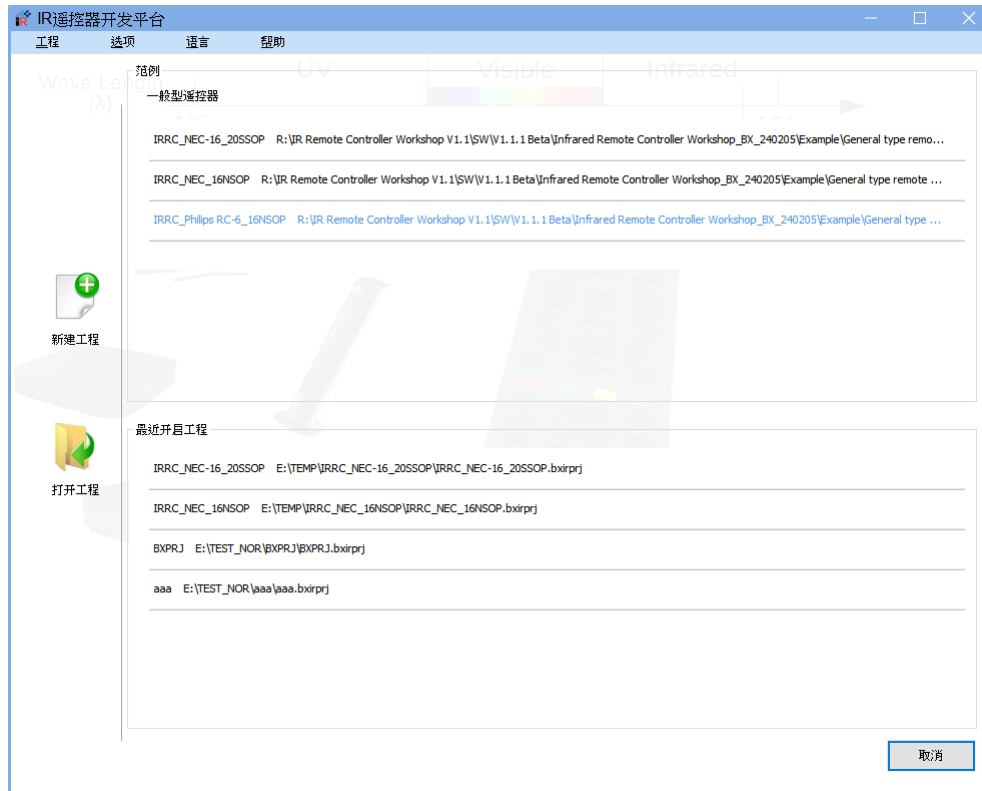 IR遥控器开发平台
工程 选项 语言 帮助
Wave Length
(λ)
UV Visible Infrared
范例
一般型遥控器
IRRC_NEC-16_20SSOP R:\IR Remote Controller Workshop V1.1\SW\V1.1.1 Beta\Infrared Remote Controller Workshop_BX_240205\Example\General type remo...
IRRC_NEC_16NSOP R:\IR Remote Controller Workshop V1.1\SW\V1.1.1 Beta\Infrared Remote Controller Workshop_BX_240205\Example\General type remote ...
IRRC_Philips RC-6_16NSOP R:\IR Remote Controller Workshop V1.1\SW\V1.1.1 Beta\Infrared Remote Controller Workshop_BX_240205\Example\General type ...
新建工程
打开工程
最近开启工程
IRRC_NEC-16_20SSOP E:\TEMP\IRRC_NEC-16_20SSOP\IRRC_NEC-16_20SSOP.bxirprj
IRRC_NEC_16NSOP E:\TEMP\IRRC_NEC_16NSOP\IRRC_NEC_16NSOP.bxirprj
BXPRJ E:\TEST_NOR\BXPRJ\BXPRJ.bxirprj
aaa E:\TEST_NOR\aaa\aaa.bxirprj
取消